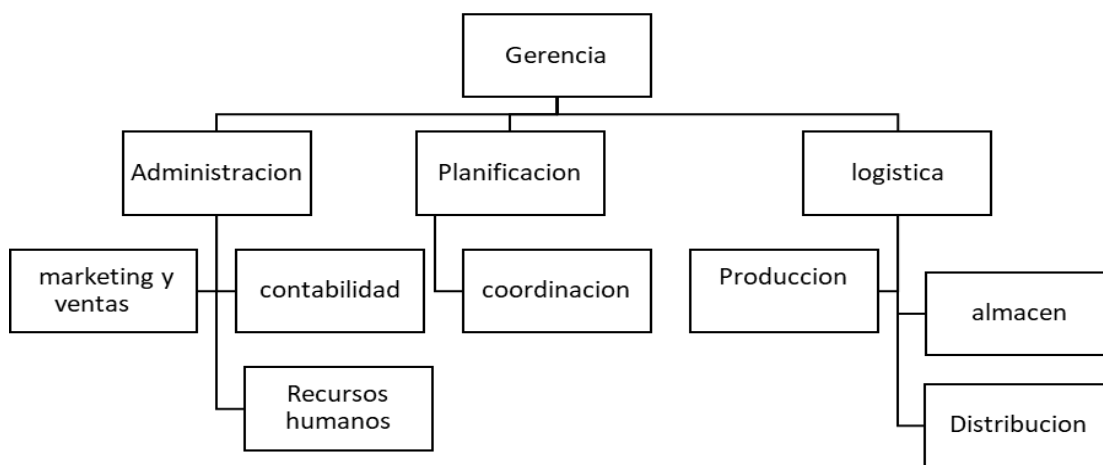 Gerencia
Administracion
Planificacion
logistica
marketing y
ventas
contabilidad
coordinacion
Produccion
almacen
Recursos
humanos
Distribucion